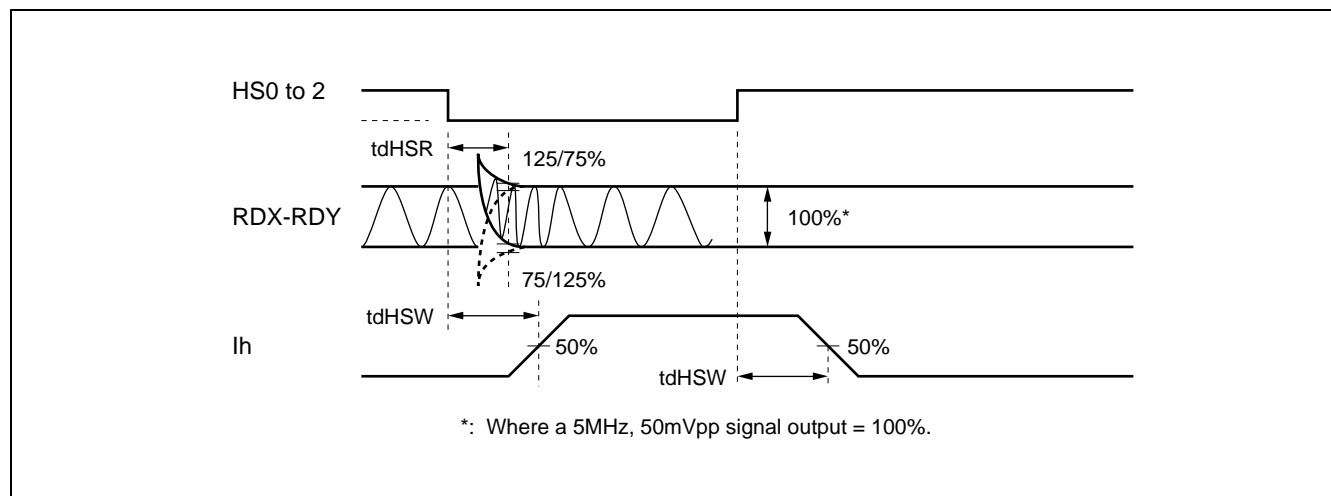 HS0 to 2
tdHSR
125/75%
RDX-RDY
100%*
75/125%
tdHSW
Ih
50%
50%
tdHSW
*: Where a 5MHz, 50mVpp signal output = 100%.